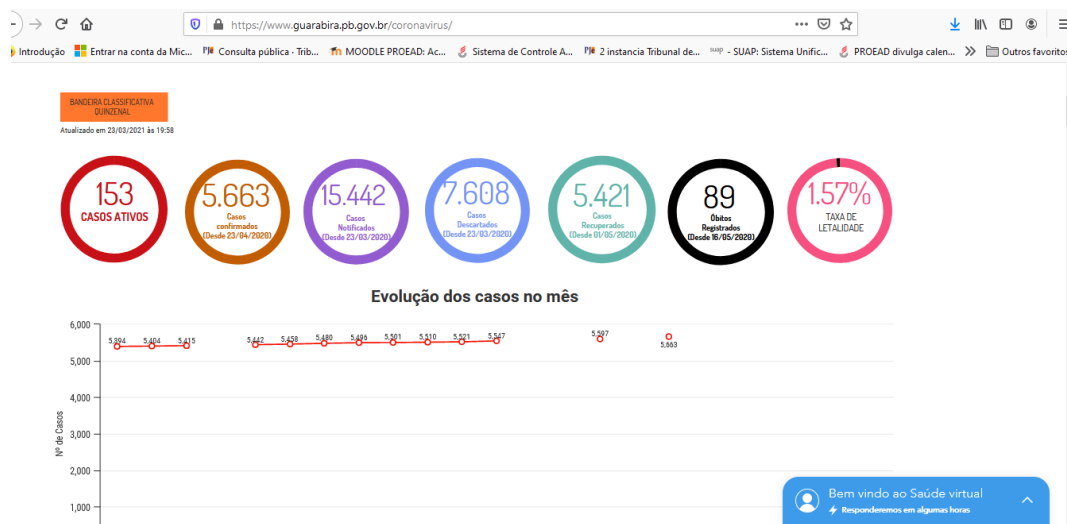 https://www.guarabira.pb.gov.br/coronavirus/
Introdução Entrar na conta da Mic... PJe Consulta pública · Trib... MOODLE PROEAD: Ac... Sistema de Controle A... PJe 2 instancia Tribunal de... suap - SUAP: Sistema Unific... PROEAD divulga calen... Outros favoritos
BANDEIRA CLASSIFICATIVA
QUINZENAL
Atualizado em 23/03/2021 às 19:58
153
CASOS ATIVOS
5.663
Casos
confirmados
(Desde 23/04/2020)
15.442
Casos
Notificados
(Desde 23/03/2020)
7.608
Casos
Descartados
(Desde 23/03/2020)
5.421
Casos
Recuperados
(Desde 01/05/2020)
89
Óbitos
Registrados
(Desde 16/05/2020)
1.57%
TAXA DE
LETALIDADE
Evolução dos casos no mês
Nº de Casos
6,000
5,000
4,000
3,000
2,000
1,000
5,394 5,404 5,415 5,442 5,458 5,480 5,496 5,501 5,510 5,521 5,547 5,597 5,663
Bem vindo ao Saúde virtual
Responderemos em algumas horas